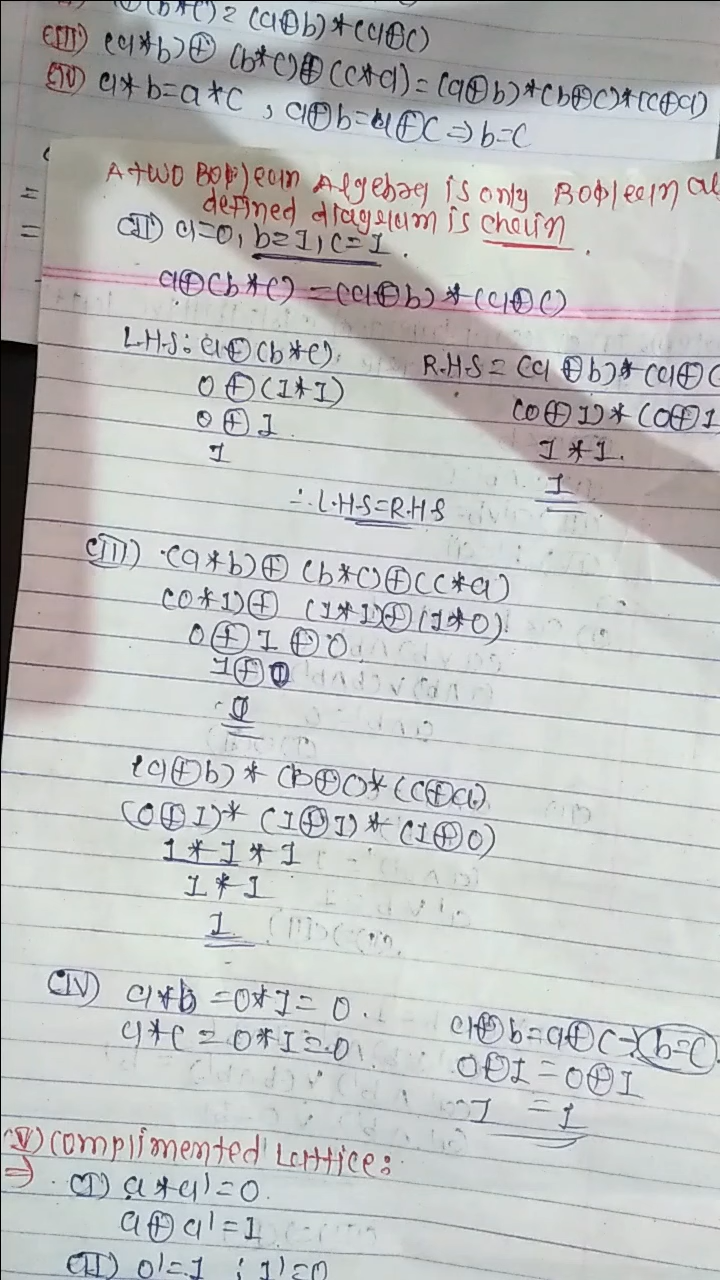 ⊕(b*c) = (a⊕b)*(a⊕c)
(III) (a*b)⊕ (b*c)⊕(c*a) = (a⊕b)*(b⊕c)*(c⊕a)
(IV) a*b=a*c , a⊕b=a⊕c ⇒ b=c
=
=
A two Boolean Algebra is only Boolean al
defined diagram is chain.
(II) a=0, b=1, c=1.
a⊕(b*c) = (a⊕b)*(a⊕c)
L.H.S: a⊕(b*c).
R.H.S = (a⊕b)*(a⊕c
0⊕(1*1)
(0⊕1)*(0⊕1
0⊕1.
1*1.
1
1
∴ L.H.S=R.H.S
(III) (a*b)⊕(b*c)⊕(c*a)
(0*1)⊕ (1*1)⊕(1*0)
0⊕1⊕0
1⊕0
(a⊕b)* (b⊕c)*(c⊕a).
(0⊕1)* (1⊕1)* (1⊕0)
1*1*1
1*1
1
(IV) a*b = 0*1 = 0.
a*c = 0*1=0.
a⊕b=a⊕c→b=c.
0⊕1=0⊕1
1 =1
(V) Complimented Lattice:
⇒ (I) a*a'=0.
a⊕a'=1
(II) 0'=1 ; 1'=0